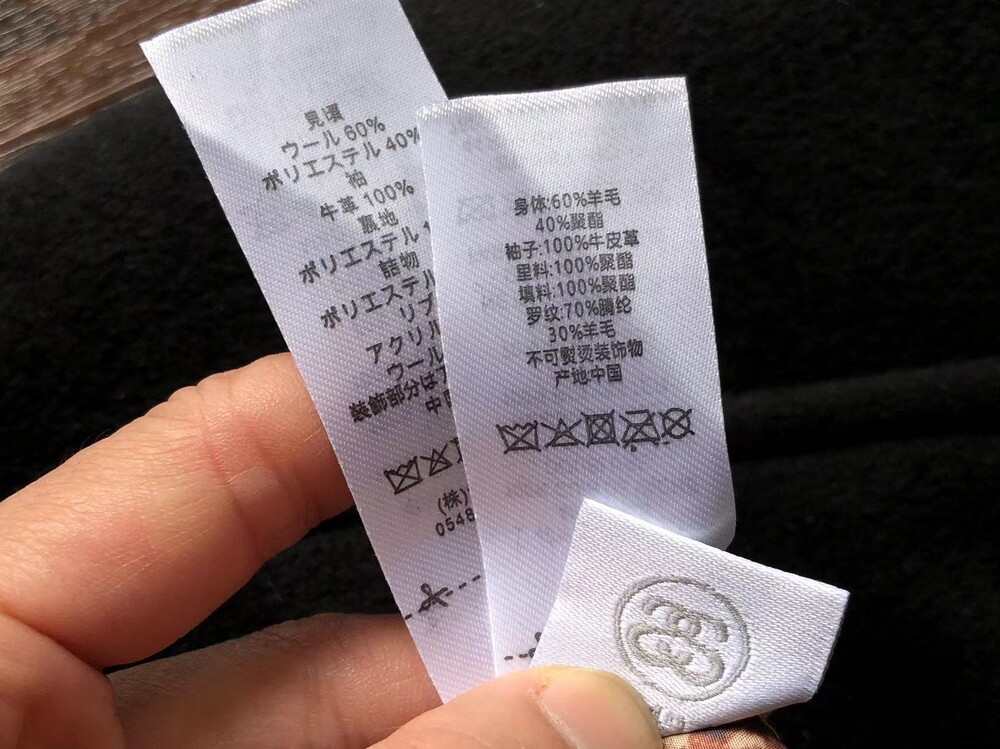 見頃
ウール 60%
ポリエステル 40%
袖
牛革 100%
裏地
ポリエステル 1
詰物
ポリエステル
リブ
アクリル
ウール
装飾部分は
中
(株)
0548
身体:60%羊毛
40%聚酯
袖子:100%牛皮革
里料:100%聚酯
填料:100%聚酯
罗纹:70%腈纶
30%羊毛
不可熨烫装饰物
产地中国